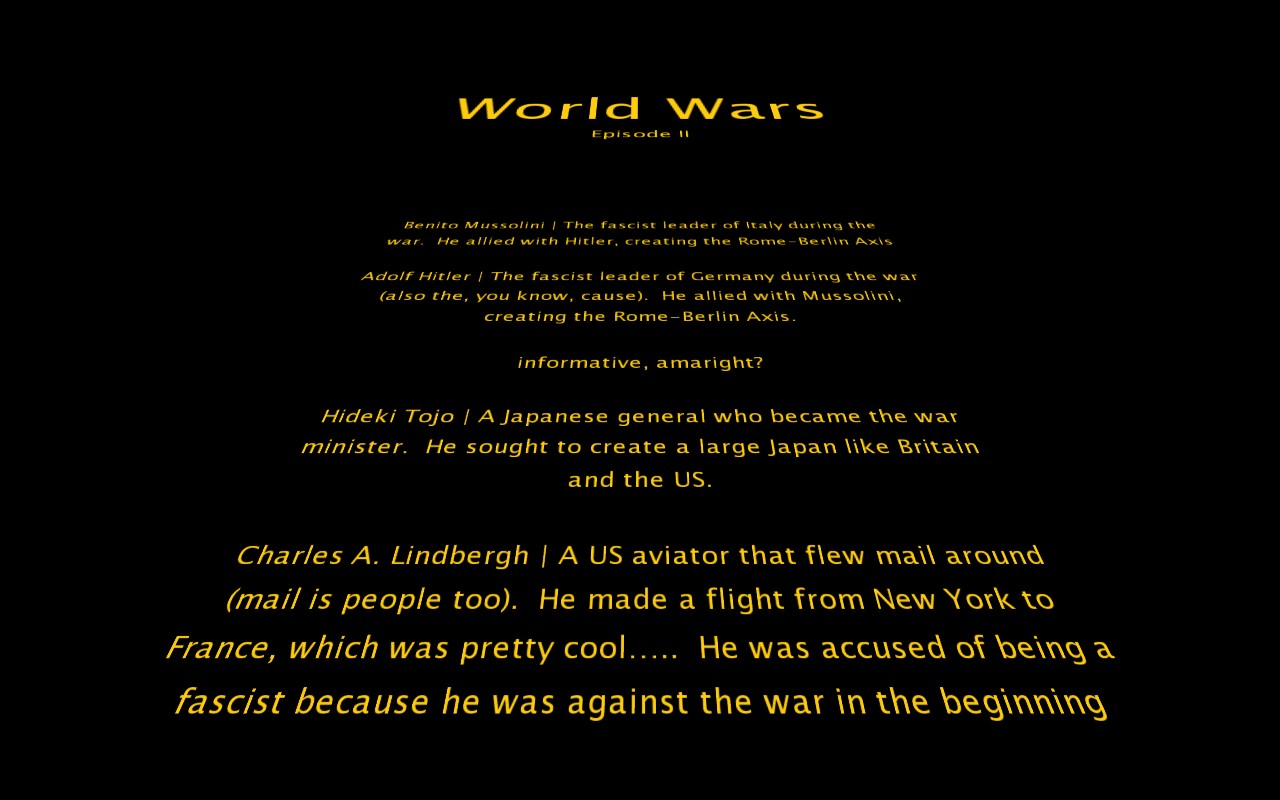 World Wars
Episode II
Benito Mussolini | The fascist leader of Italy during the
war.  He allied with Hitler, creating the Rome-Berlin Axis
Adolf Hitler | The fascist leader of Germany during the war
(also the, you know, cause).  He allied with Mussolini,
creating the Rome-Berlin Axis.
informative, amaright?
Hideki Tojo | A Japanese general who became the war
minister.  He sought to create a large Japan like Britain
and the US.
Charles A. Lindbergh | A US aviator that flew mail around
(mail is people too).  He made a flight from New York to
France, which was pretty cool.....  He was accused of being a
fascist because he was against the war in the beginning